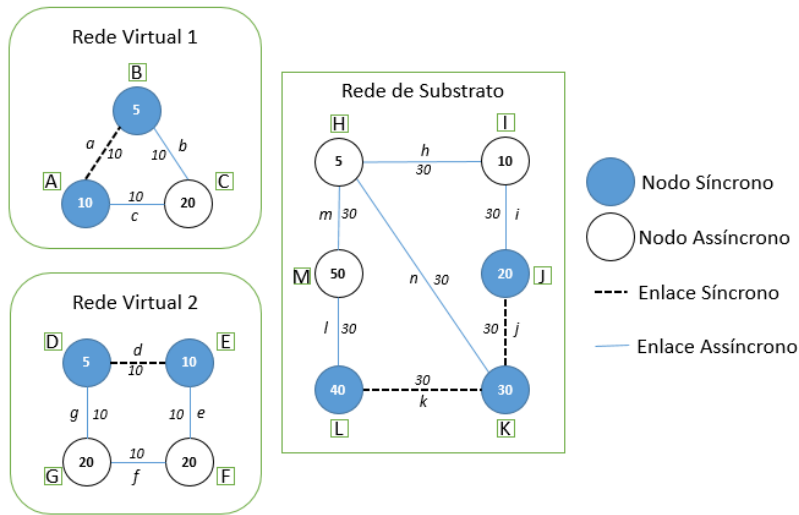 Rede Virtual 1
B
5
a
10
10
b
A
C
10
10
c
20
Rede Virtual 2
D
d
E
5
10
10
g
10
10
e
10
G
20
f
20
F
Rede de Substrato
H
I
5
h
30
10
m
30
30
i
n
30
M
50
20
J
l
30
30
j
40
30
k
30
L
K
Nodo Síncrono
Nodo Assíncrono
Enlace Síncrono
Enlace Assíncrono